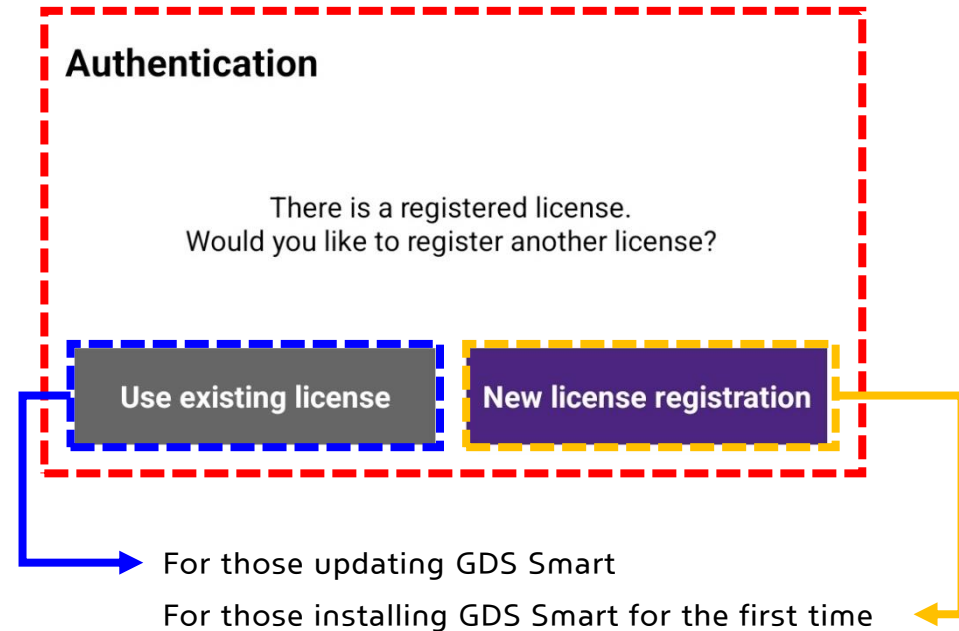 Authentication
There is a registered license.
Would you like to register another license?
Use existing license
New license registration
For those updating GDS Smart
For those installing GDS Smart for the first time